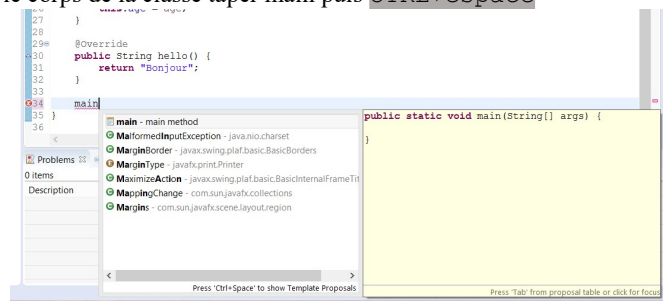 le corps de la classe taper main puis CTRL+espace
26 this.age = age;
27 }
28
29 @Override
30 public String hello() {
31 return "Bonjour";
32 }
33
34 main
35 }
36
main - main method
MalformedInputException - java.nio.charset
MarginBorder - javax.swing.plaf.basic.BasicBorders
MarginType - javafx.print.Printer
MaximizeAction - javax.swing.plaf.basic.BasicInternalFrameTit
MappingChange - com.sun.javafx.collections
Margins - com.sun.javafx.scene.layout.region
Press 'Ctrl+Space' to show Template Proposals
public static void main(String[] args) {
}
Press 'Tab' from proposal table or click for focus
Problems
0 items
Description